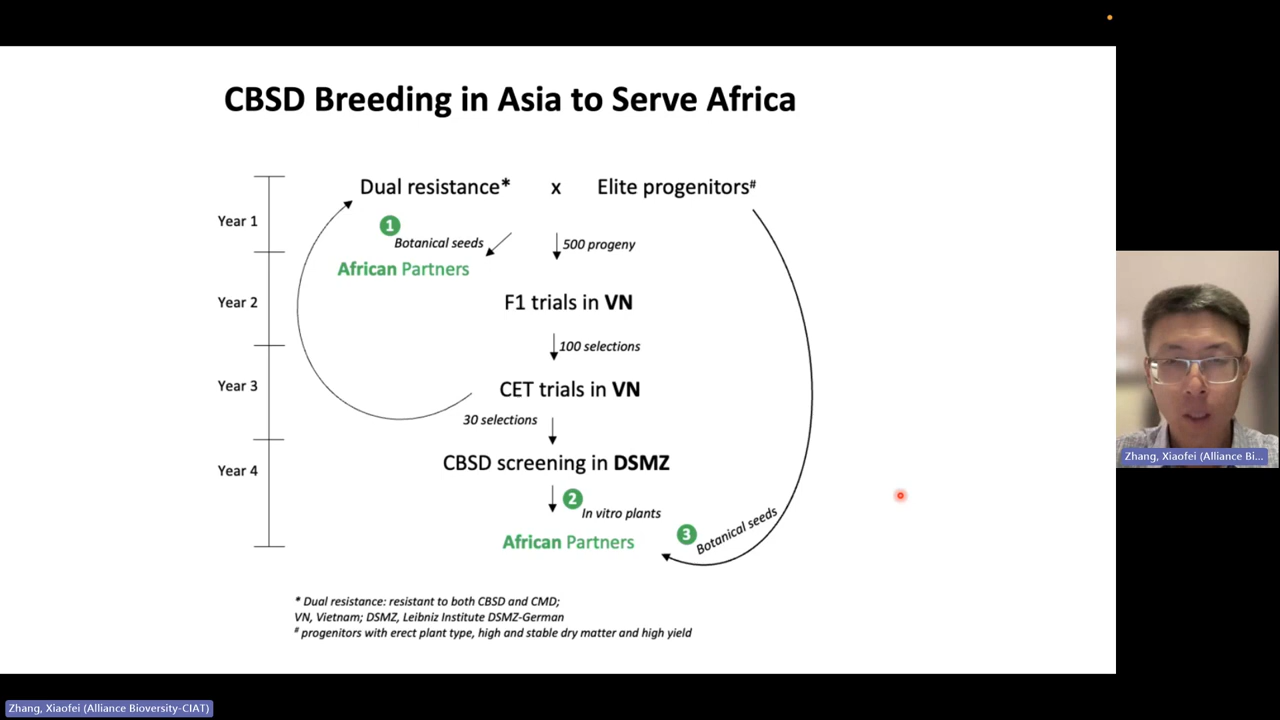 CBSD Breeding in Asia to Serve Africa
Dual resistance* x Elite progenitors#
Year 1
1
Botanical seeds
500 progeny
African Partners
Year 2
F1 trials in VN
100 selections
Year 3
CET trials in VN
30 selections
Year 4
CBSD screening in DSMZ
2
In vitro plants
3
Botanical seeds
African Partners
* Dual resistance: resistant to both CBSD and CMD;
VN, Vietnam; DSMZ, Leibniz Institute DSMZ-German
# progenitors with erect plant type, high and stable dry matter and high yield
Zhang, Xiaofei (Alliance Bi...
Zhang, Xiaofei (Alliance Bioversity-CIAT)